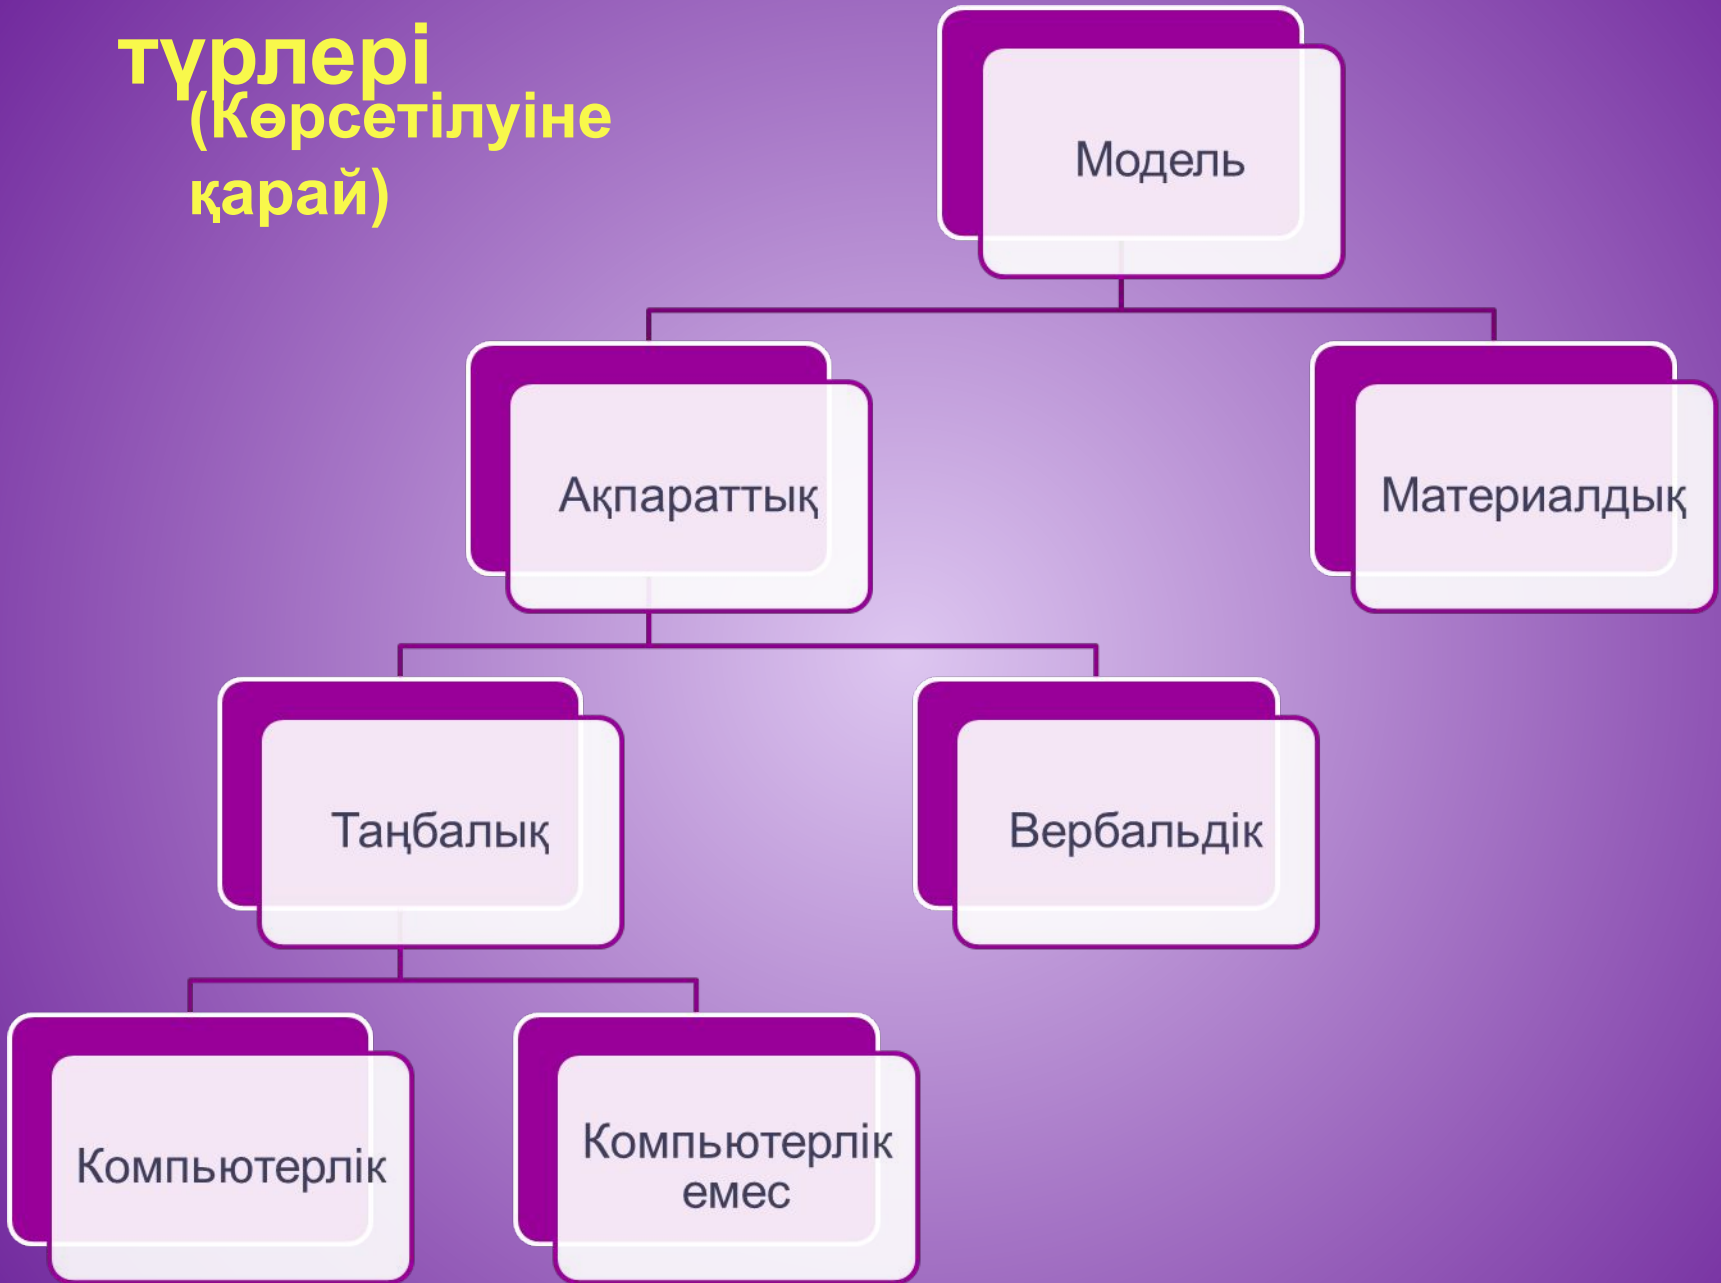 түрлері
(Көрсетілуіне
қарай)
Модель
Ақпараттық
Материалдық
Таңбалық
Вербальдік
Компьютерлік
Компьютерлік
емес